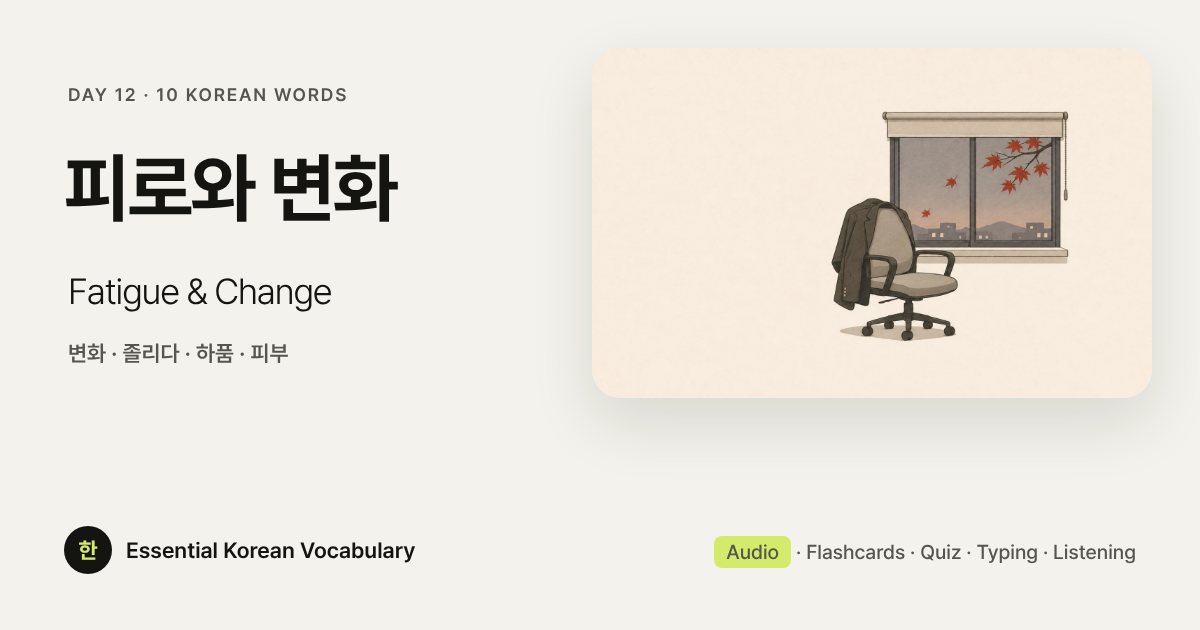 DAY 12 · 10 KOREAN WORDS
피로와 변화
Fatigue & Change
변화 · 졸리다 · 하품 · 피부
한 Essential Korean Vocabulary
Audio · Flashcards · Quiz · Typing · Listening